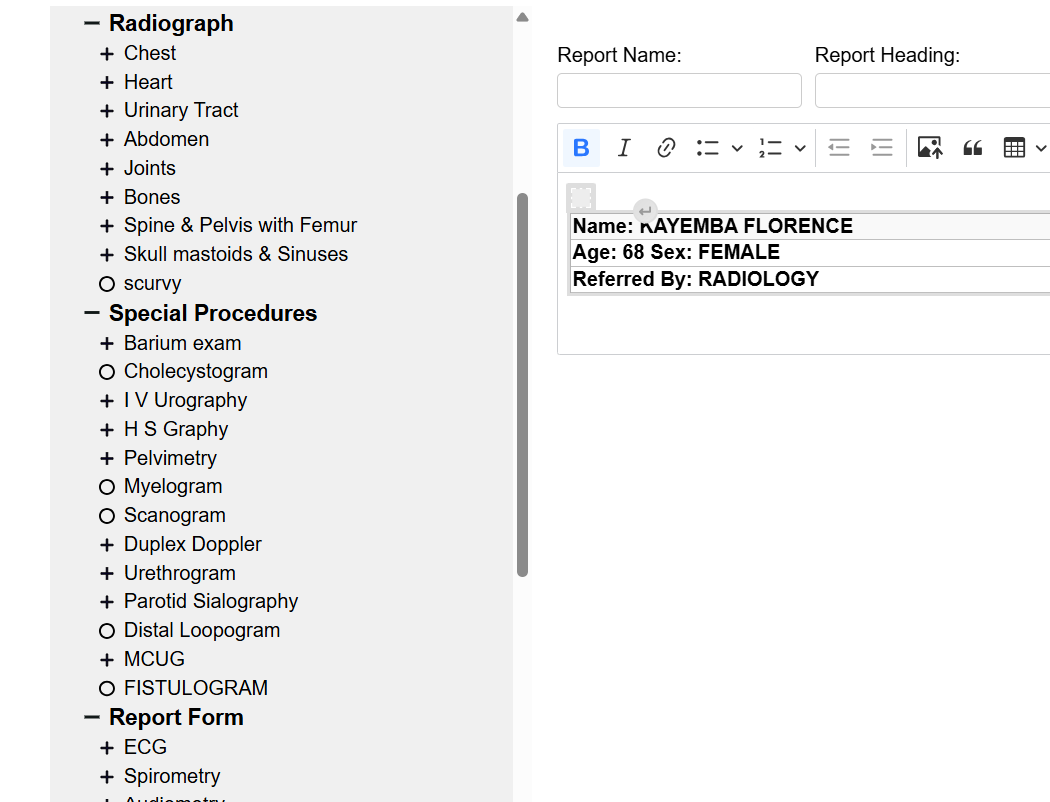 Radiograph
Chest
Heart
Urinary Tract
Abdomen
Joints
Bones
Spine & Pelvis with Femur
Skull mastoids & Sinuses
scurvy
Special Procedures
Barium exam
Cholecystogram
I V Urography
H S Graphy
Pelvimetry
Myelogram
Scanogram
Duplex Doppler
Urethrogram
Parotid Sialography
Distal Loopogram
MCUG
FISTULOGRAM
Report Form
ECG
Spirometry
Audiometry
Report Name: Report Heading:
Name: KAYEMBA FLORENCE
Age: 68 Sex: FEMALE
Referred By: RADIOLOGY